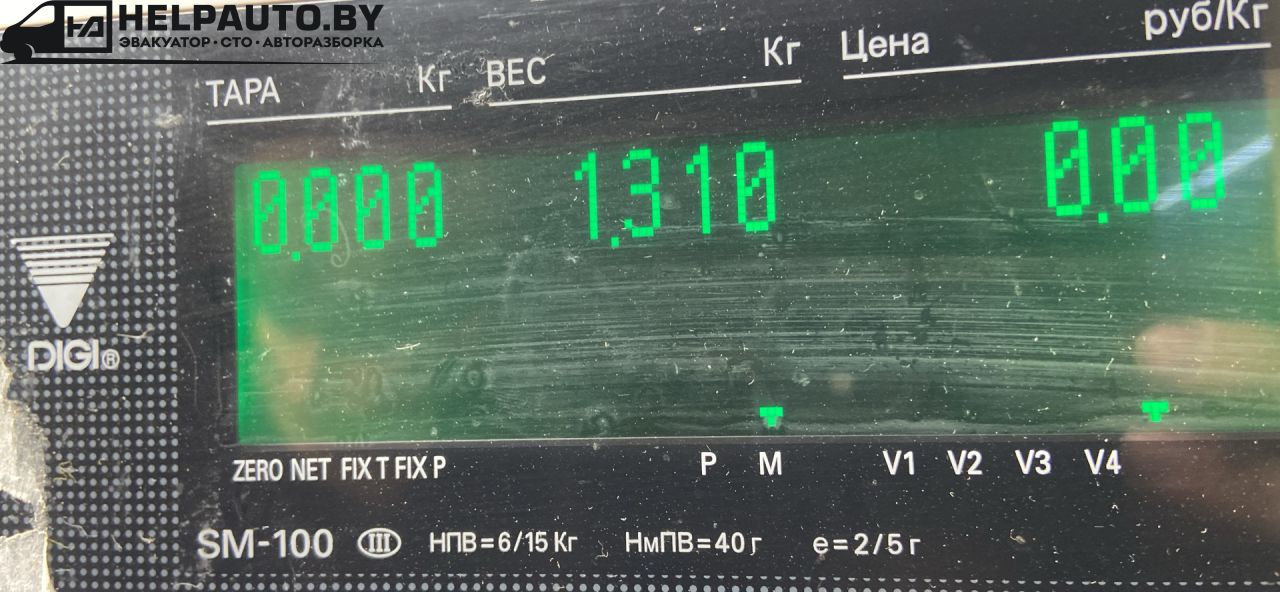 HA HELPAUTO.BY
ЭВАКУАТОР · СТО · АВТОРАЗБОРКА
ТАРА Кг ВЕС Кг Цена руб/Кг
0.000 1.310 0.00
DIGI®
ZERO NET FIX T FIX P P M V1 V2 V3 V4
SM-100 III НПВ=6/15 Кг НмПВ=40 г е=2/5 г